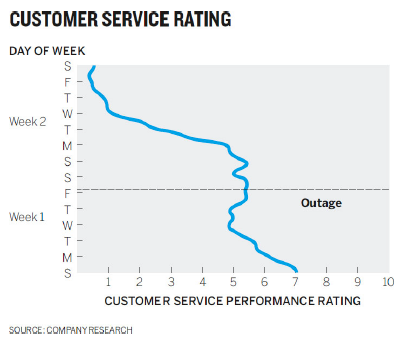 CUSTOMER SERVICE RATING
DAY OF WEEK
S
F
T
Week 2
W
T
M
S
S
F
Outage
Week 1
T
W
T
M
S
1 2 3 4 5 6 7 8 9 10
CUSTOMER SERVICE PERFORMANCE RATING
SOURCE: COMPANY RESEARCH